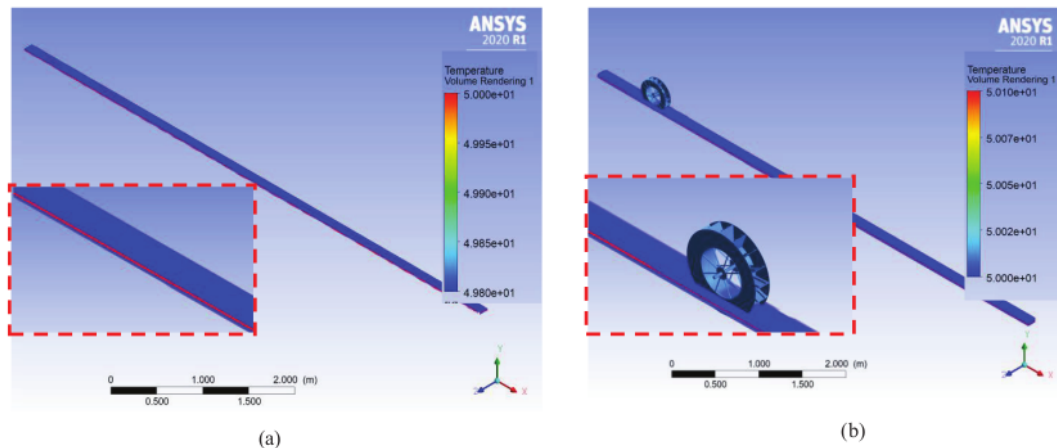 ANSYS
2020 R1
Temperature
Volume Rendering 1
5.000e+01
4.995e+01
4.990e+01
4.985e+01
4.980e+01
0 1.000 2.000 (m)
0.500 1.500
Y
Z X
(a)
ANSYS
2020 R1
Temperature
Volume Rendering 1
5.010e+01
5.007e+01
5.005e+01
5.002e+01
5.000e+01
0 1.000 2.000 (m)
0.500 1.500
Y
Z X
(b)